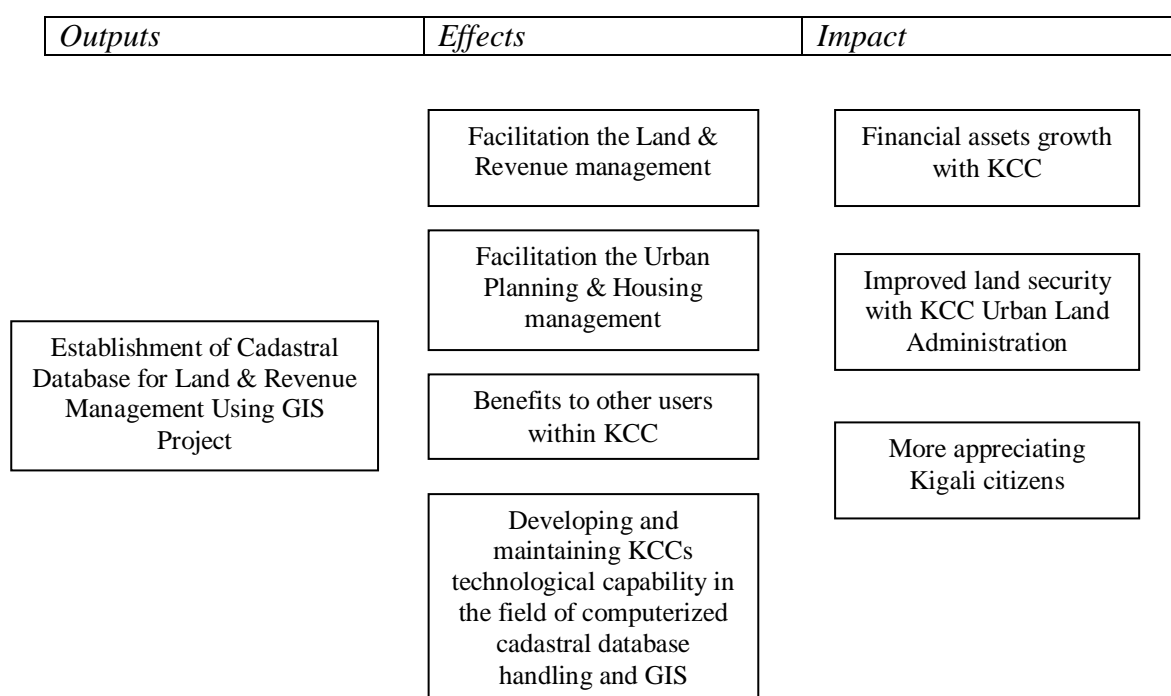 Outputs
Effects
Impact
Facilitation the Land &
Revenue management
Facilitation the Urban
Planning & Housing
management
Establishment of Cadastral
Database for Land & Revenue
Management Using GIS
Project
Benefits to other users
within KCC
Developing and
maintaining KCCs
technological capability in
the field of computerized
cadastral database
handling and GIS
Financial assets growth
with KCC
Improved land security
with KCC Urban Land
Administration
More appreciating
Kigali citizens